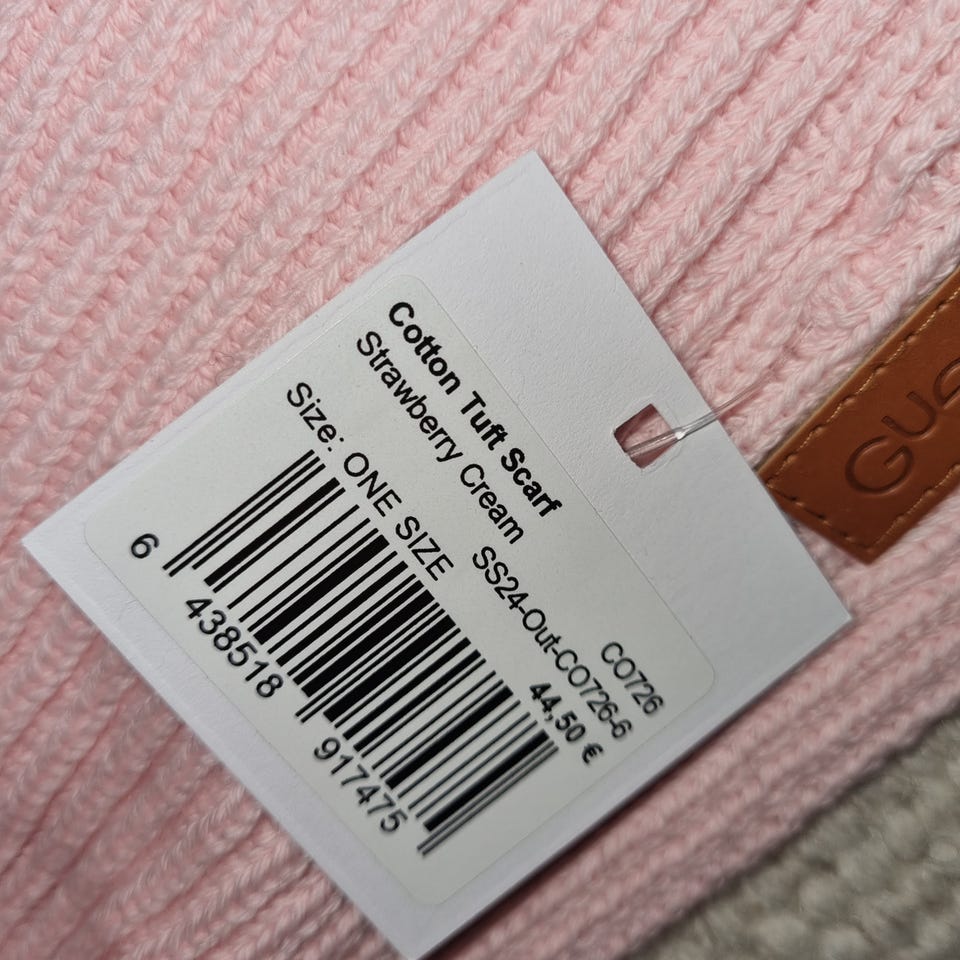 Cotton Tuft Scarf
Strawberry Cream
CO726
SS24-Out-CO726-6
Size: ONE SIZE
44,50 €
6 438518 917475